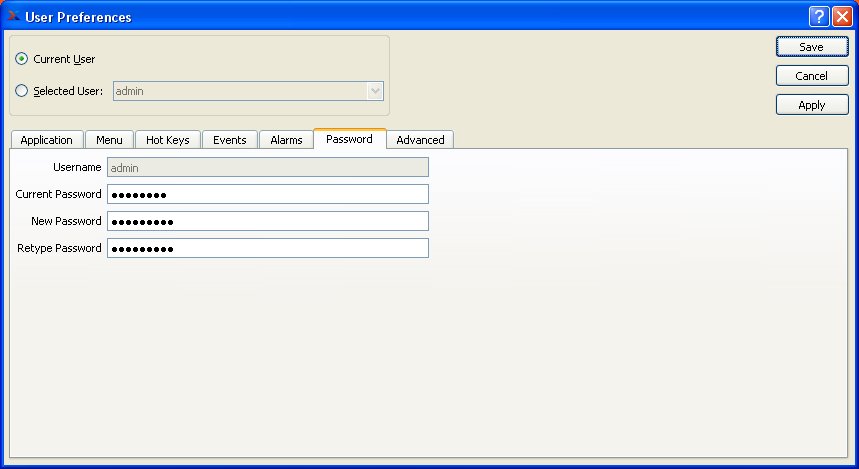 User Preferences
Current User
Selected User: admin
Save
Cancel
Apply
Application Menu Hot Keys Events Alarms Password Advanced
Username admin
Current Password ●●●●●●●●
New Password ●●●●●●●●●
Retype Password ●●●●●●●●●